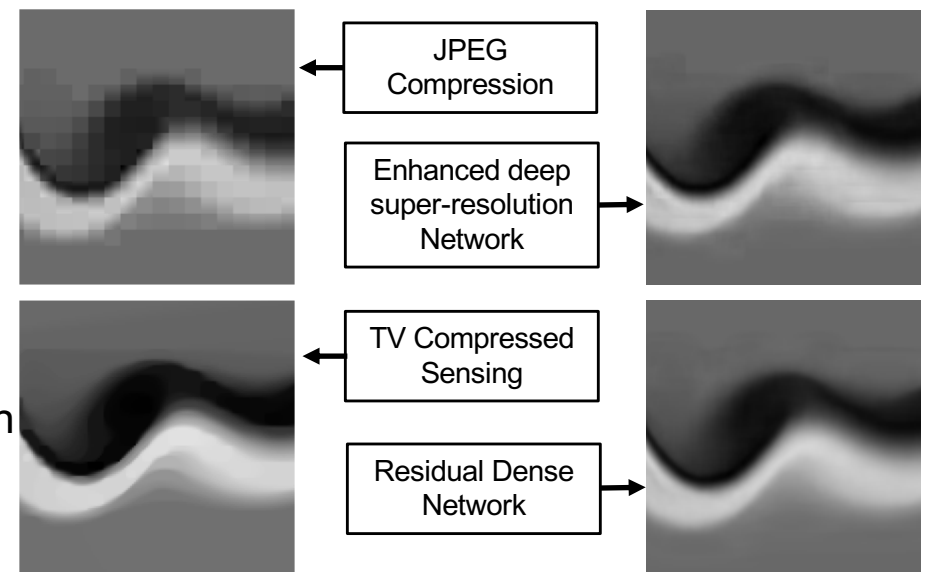 JPEG
Compression
Enhanced deep
super-resolution
Network
TV Compressed
Sensing
Residual Dense
Network